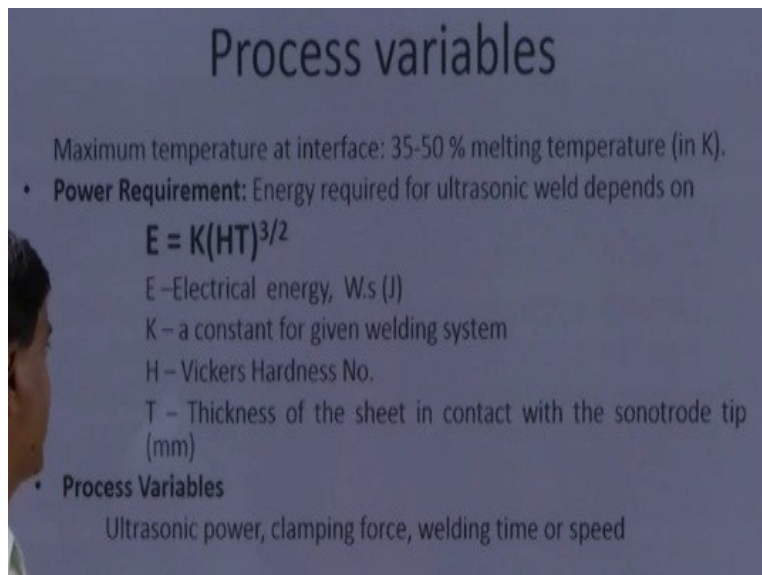 Process variables
Maximum temperature at interface: 35-50 % melting temperature (in K).
• Power Requirement: Energy required for ultrasonic weld depends on
E = K(HT)^3/2
E –Electrical energy, W.s (J)
K – a constant for given welding system
H – Vickers Hardness No.
T – Thickness of the sheet in contact with the sonotrode tip
(mm)
• Process Variables
Ultrasonic power, clamping force, welding time or speed